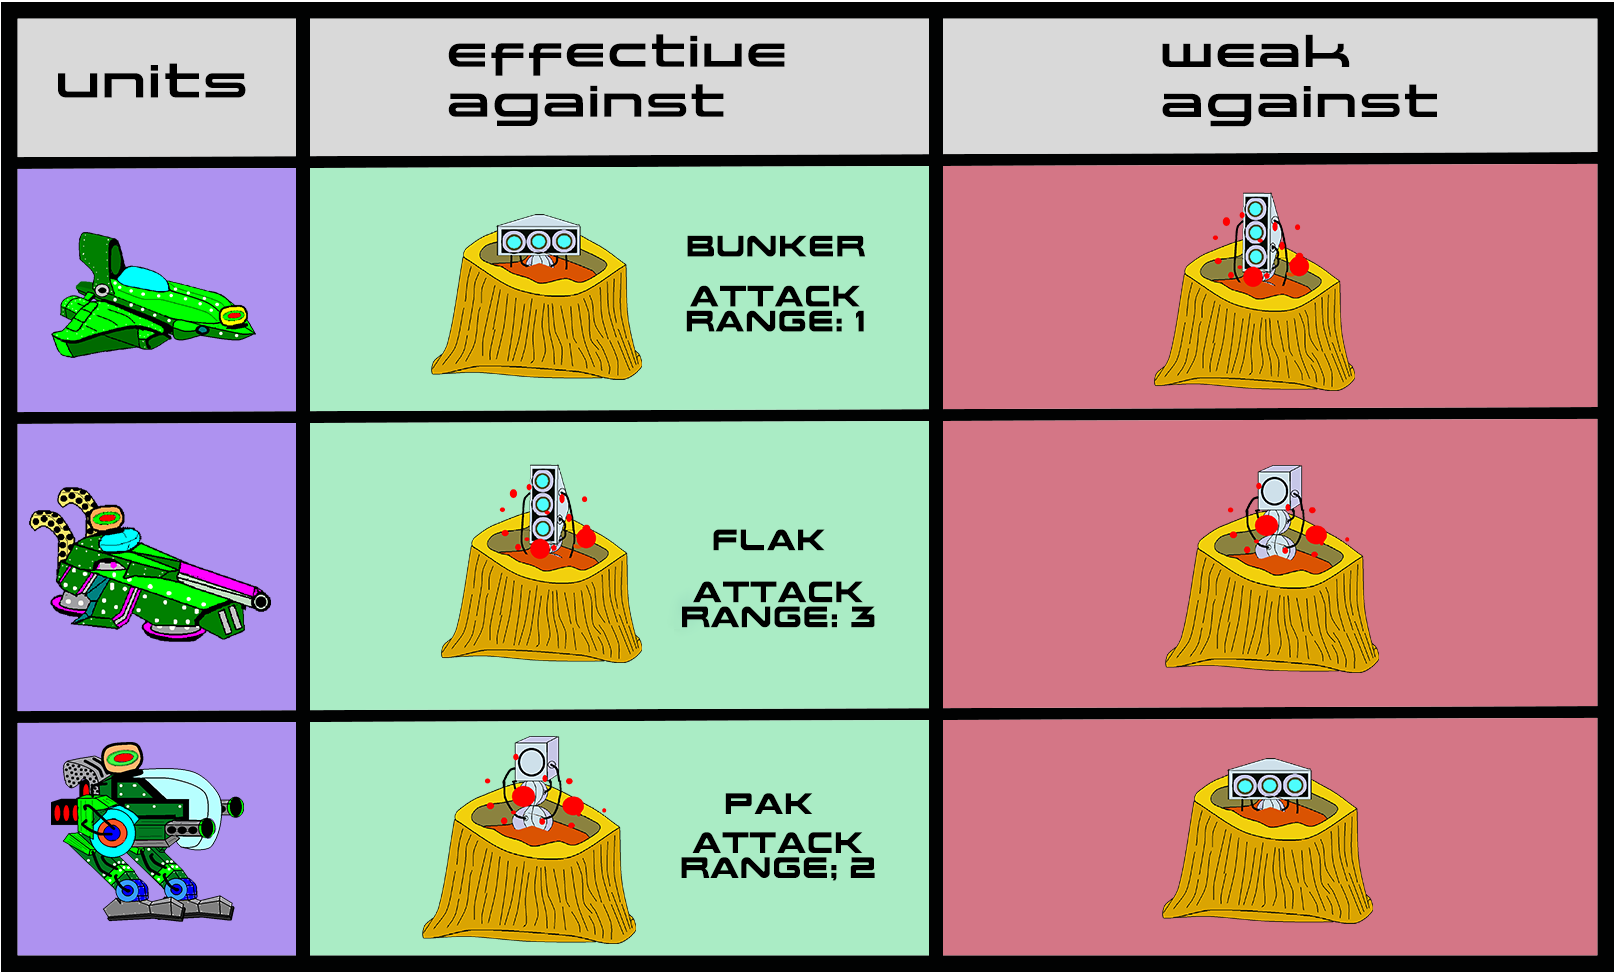 units
effective
against
weak
against
BUNKER
ATTACK
RANGE: 1
FLAK
ATTACK
RANGE: 3
PAK
ATTACK
RANGE; 2